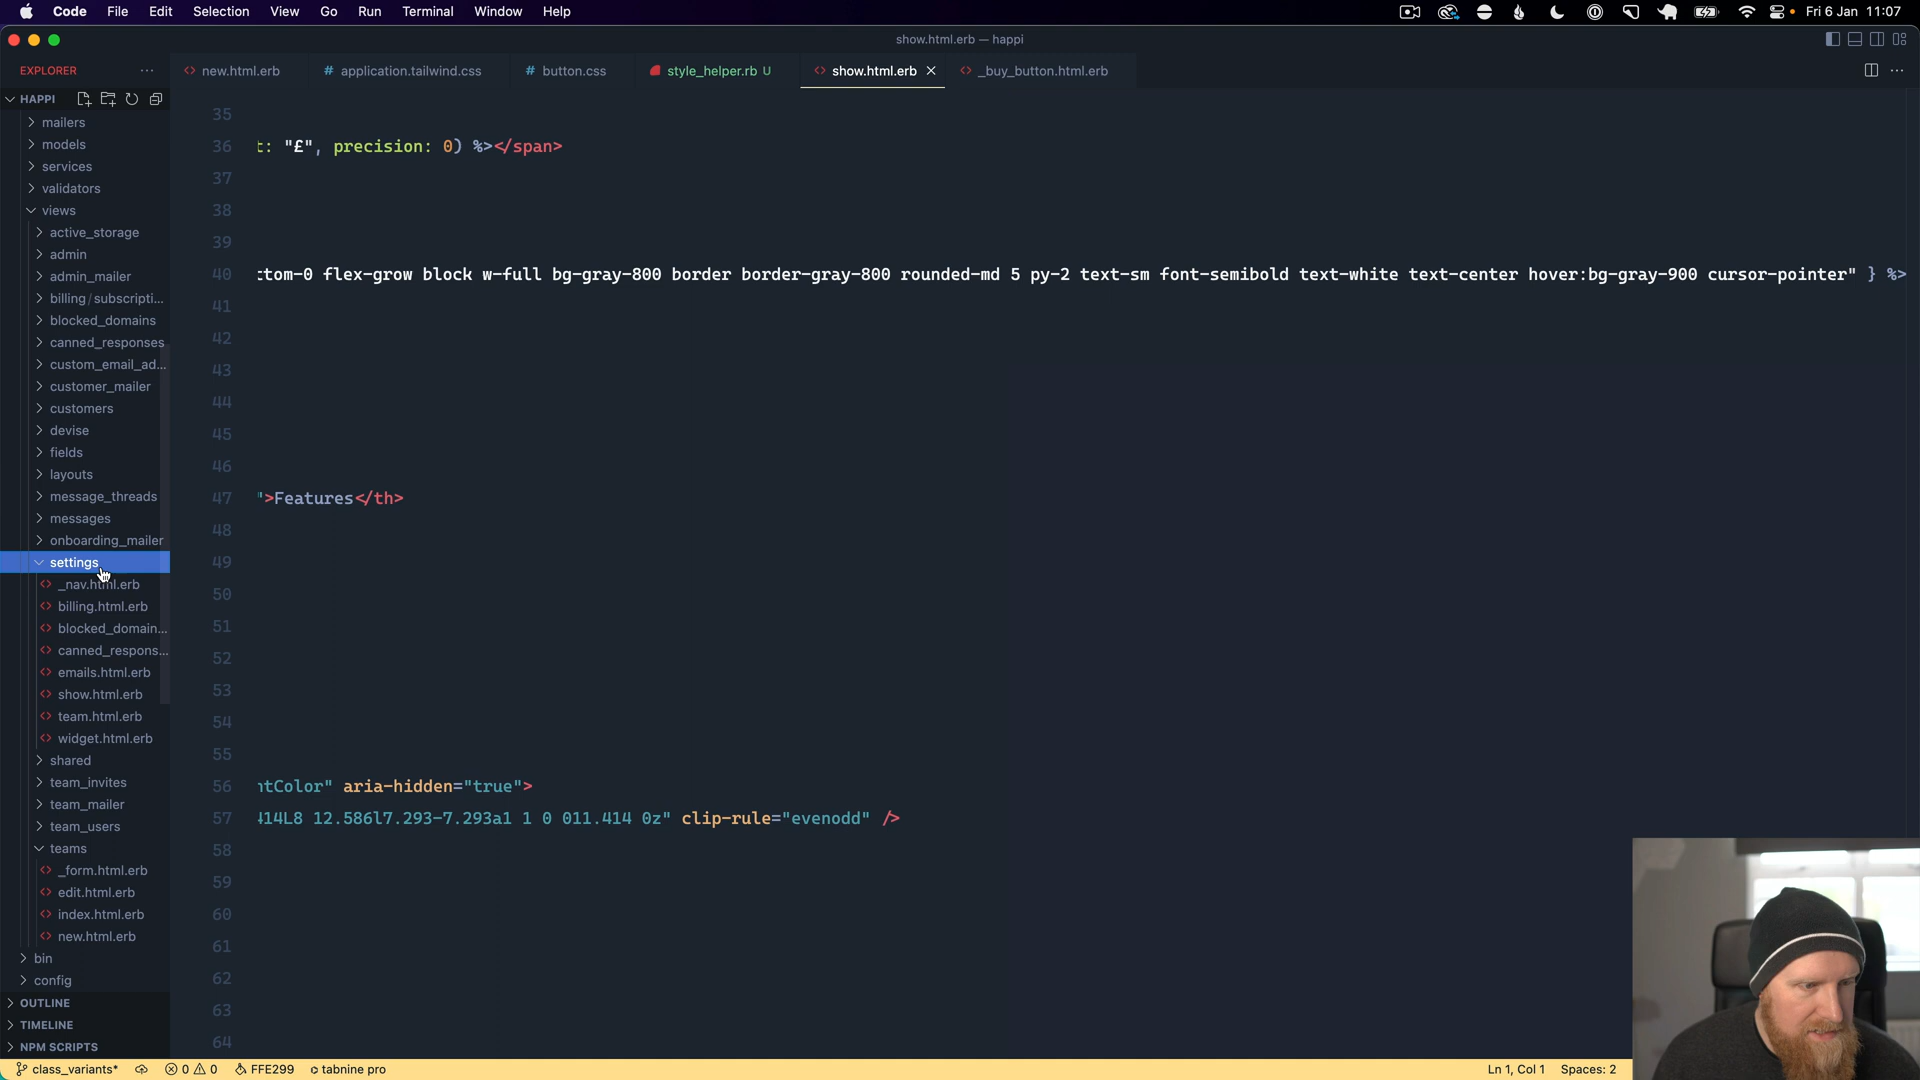 Code File Edit Selection View Go Run Terminal Window Help Fri 6 Jan 11:07
show.html.erb — happi
EXPLORER
new.html.erb
# application.tailwind.css
# button.css
style_helper.rb U
show.html.erb
_buy_button.html.erb
HAPPI
mailers
models
services
validators
views
active_storage
admin
admin_mailer
billing/subscripti...
blocked_domains
canned_responses
custom_email_ad...
customer_mailer
customers
devise
fields
layouts
message_threads
messages
onboarding_mailer
settings
_nav.html.erb
billing.html.erb
blocked_domain...
canned_respons...
emails.html.erb
show.html.erb
team.html.erb
widget.html.erb
shared
team_invites
team_mailer
team_users
teams
_form.html.erb
edit.html.erb
index.html.erb
new.html.erb
bin
config
OUTLINE
TIMELINE
NPM SCRIPTS
35
36 t: "£", precision: 0) %></span>
37
38
39
40 ttom-0 flex-grow block w-full bg-gray-800 border border-gray-800 rounded-md 5 py-2 text-sm font-semibold text-white text-center hover:bg-gray-900 cursor-pointer" } %>
41
42
43
44
45
46
47 ">Features</th>
48
49
50
51
52
53
54
55
56 ntColor" aria-hidden="true">
57 414L8 12.586l7.293-7.293a1 1 0 011.414 0z" clip-rule="evenodd" />
58
59
60
61
62
63
64
class_variants* 0 0 FFE299 tabnine pro Ln 1, Col 1 Spaces: 2